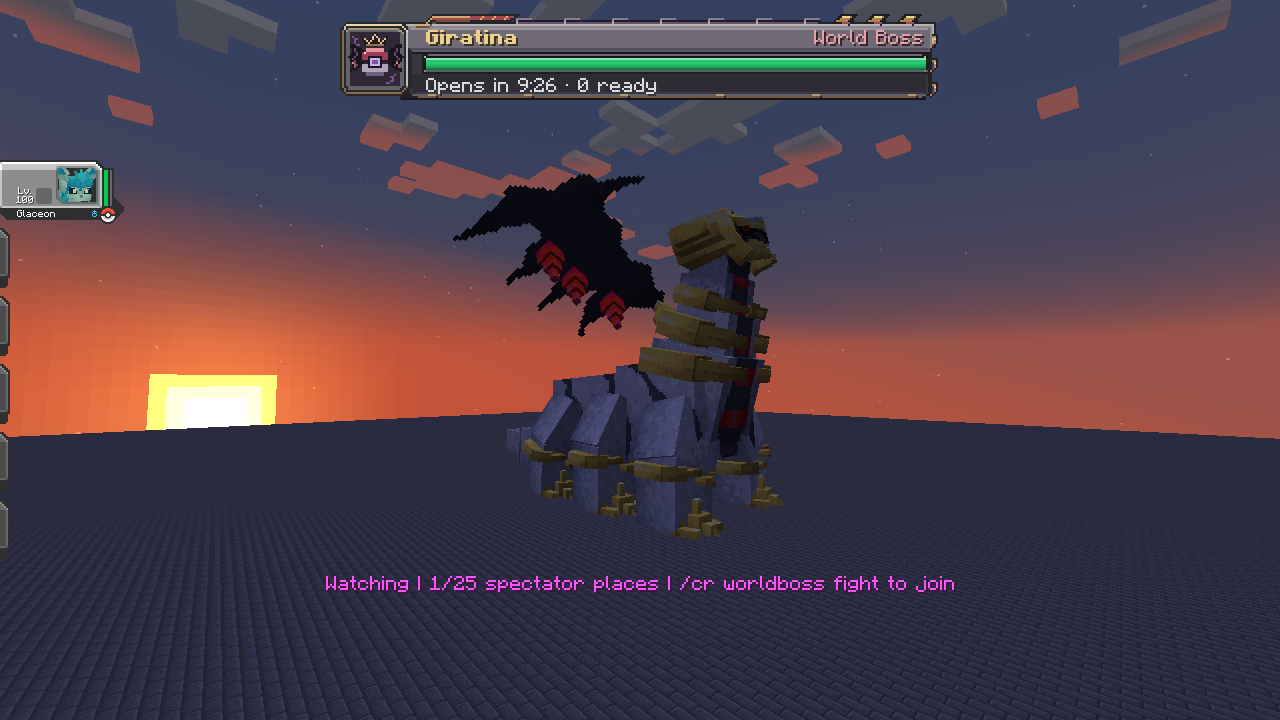 Giratina
World Boss
Opens in 9:26 · 0 ready
Lv.
100
Glaceon
Watching | 1/25 spectator places | /cr worldboss fight to join